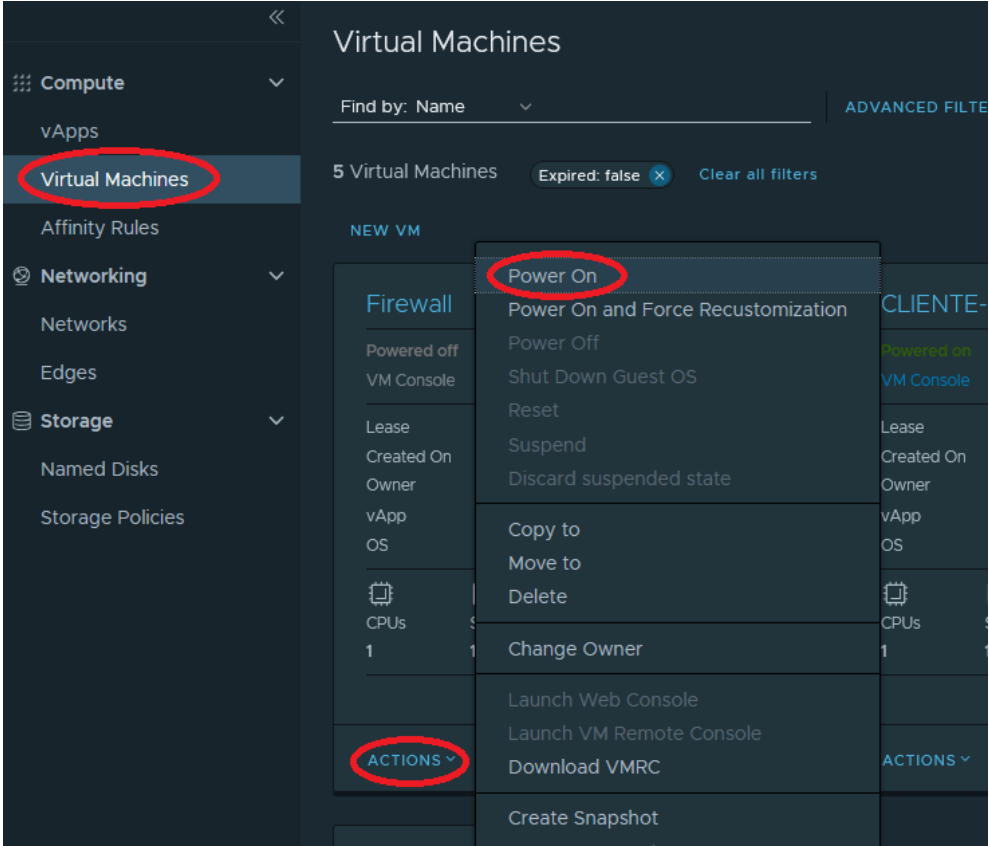 Compute
vApps
Virtual Machines
Affinity Rules
Networking
Networks
Edges
Storage
Named Disks
Storage Policies
Virtual Machines
Find by: Name
ADVANCED FILTE
5 Virtual Machines
Expired: false
Clear all filters
NEW VM
Firewall
Powered off
VM Console
Lease
Created On
Owner
vApp
OS
CPUs
1
ACTIONS
Power On
Power On and Force Recustomization
Power Off
Shut Down Guest OS
Reset
Suspend
Discard suspended state
Copy to
Move to
Delete
Change Owner
Launch Web Console
Launch VM Remote Console
Download VMRC
Create Snapshot
CLIENTE-
Powered on
VM Console
Lease
Created On
Owner
vApp
OS
CPUs
1
ACTIONS